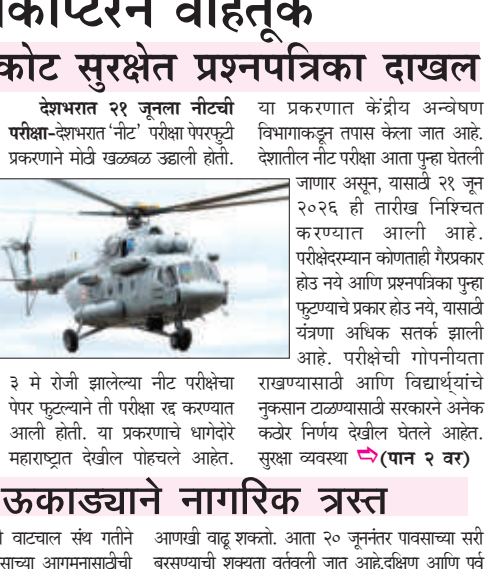 वाहतूक
सुरक्षेत प्रश्नपत्रिका दाखल
देशभरात २१ जूनला नीटची
परीक्षा-देशभरात ‘नीट’ परीक्षा पेपरफुटी
प्रकरणाने मोठी खळबळ उडाली होती.
३ मे रोजी झालेल्या नीट परीक्षेचा
पेपर फुटल्याने ती परीक्षा रद्द करण्यात
आली होती. या प्रकरणाचे धागेदोरे
महाराष्ट्रात देखील पोहचले आहेत.
या प्रकरणात केंद्रीय अन्वेषण
विभागाकडून तपास केला जात आहे.
देशातील नीट परीक्षा आता पुन्हा घेतली
जाणार असून, यासाठी २१ जून
२०२६ ही तारीख निश्चित
करण्यात आली आहे.
परीक्षेदरम्यान कोणताही गैरप्रकार
होउ नये आणि प्रश्नपत्रिका पुन्हा
फुटण्याचे प्रकार होउ नये, यासाठी
यंत्रणा अधिक सतर्क झाली
आहे. परीक्षेची गोपनीयता
राखण्यासाठी आणि विद्यार्थ्यांचे
नुकसान टाळण्यासाठी सरकारने अनेक
कठोर निर्णय देखील घेतले आहेत.
सुरक्षा व्यवस्था (पान २ वर)
ऊकाड्याने नागरिक त्रस्त
वाटचाल संथ गतीने
आगमनासाठीची
आणखी वाढू शकतो. आता २० जूननंतर पावसाच्या सरी
बरसण्याची शक्यता वर्तवली जात आहे.दक्षिण आणि पूर्व